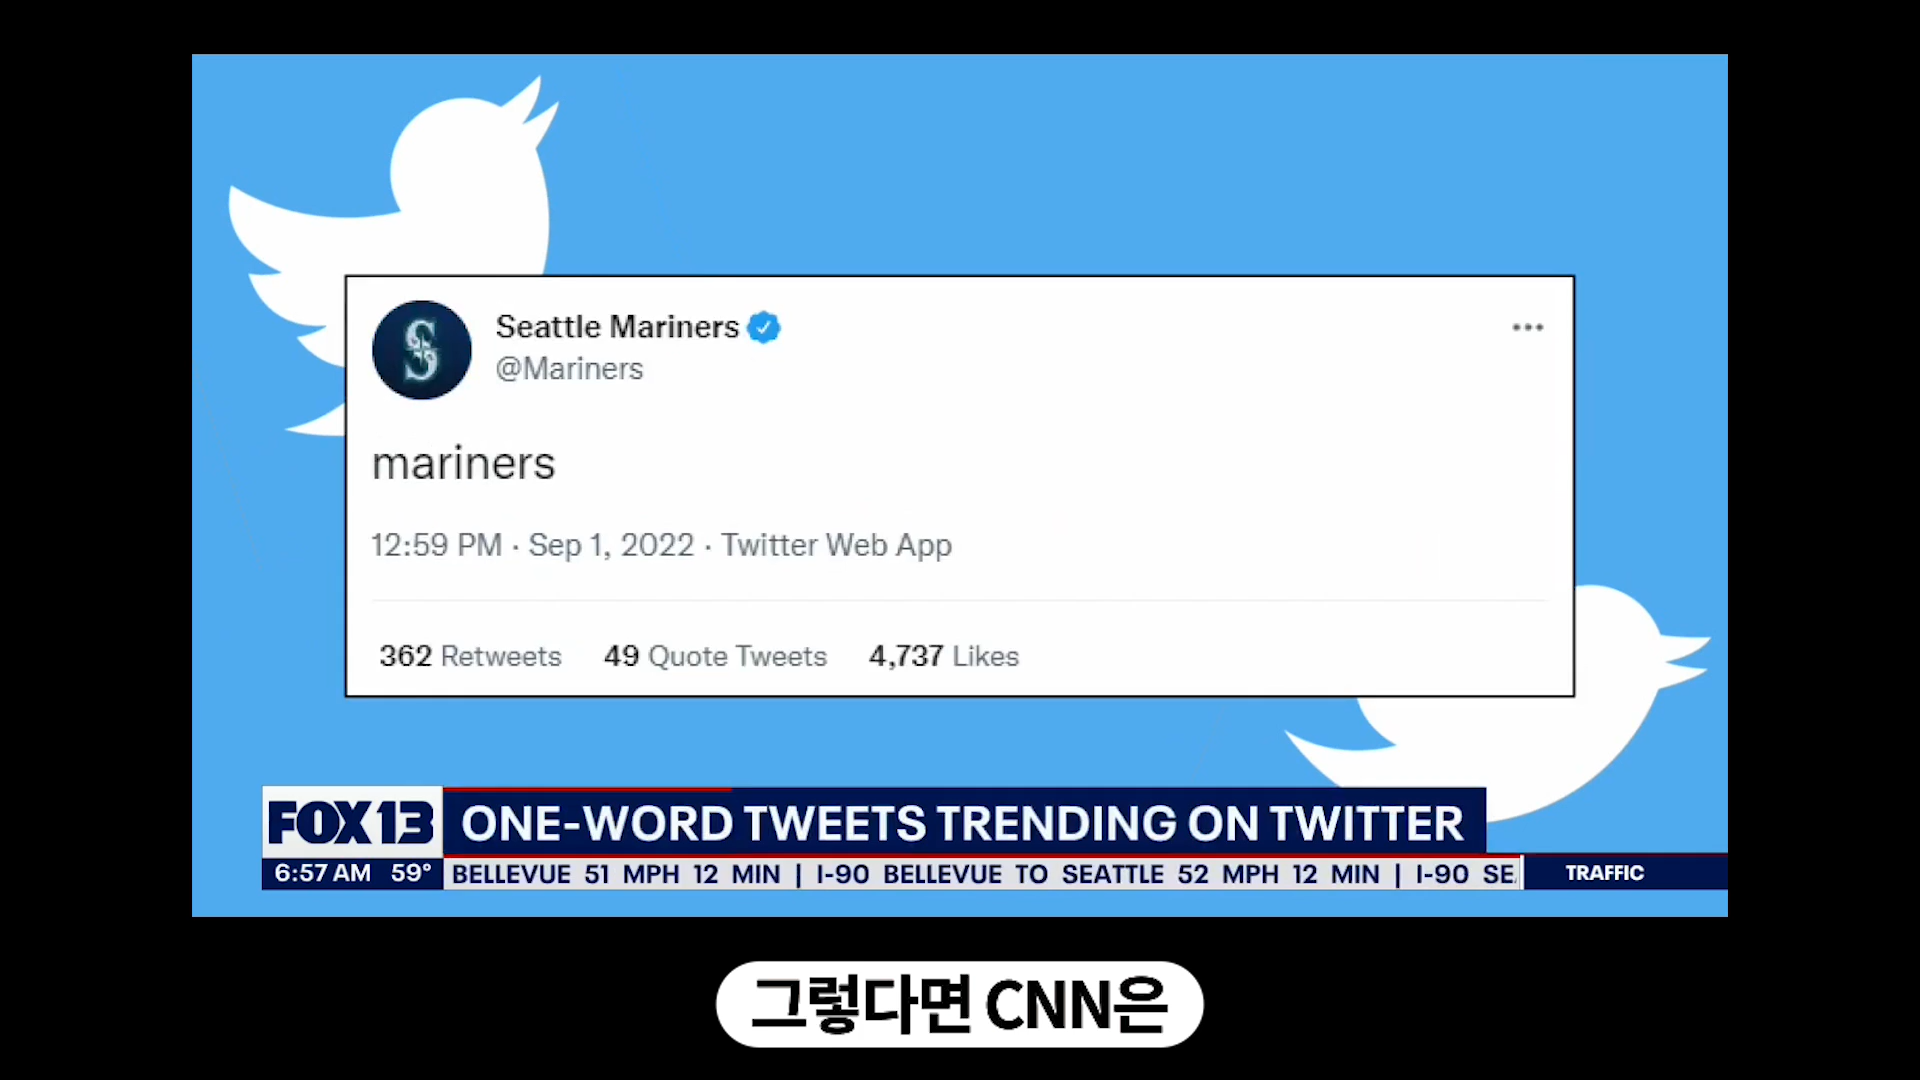 Seattle Mariners
@Mariners
mariners
12:59 PM · Sep 1, 2022 · Twitter Web App
362 Retweets 49 Quote Tweets 4,737 Likes
FOX13 ONE-WORD TWEETS TRENDING ON TWITTER
6:57 AM 59° BELLEVUE 51 MPH 12 MIN | I-90 BELLEVUE TO SEATTLE 52 MPH 12 MIN | I-90 SE TRAFFIC
그렇다면 CNN은